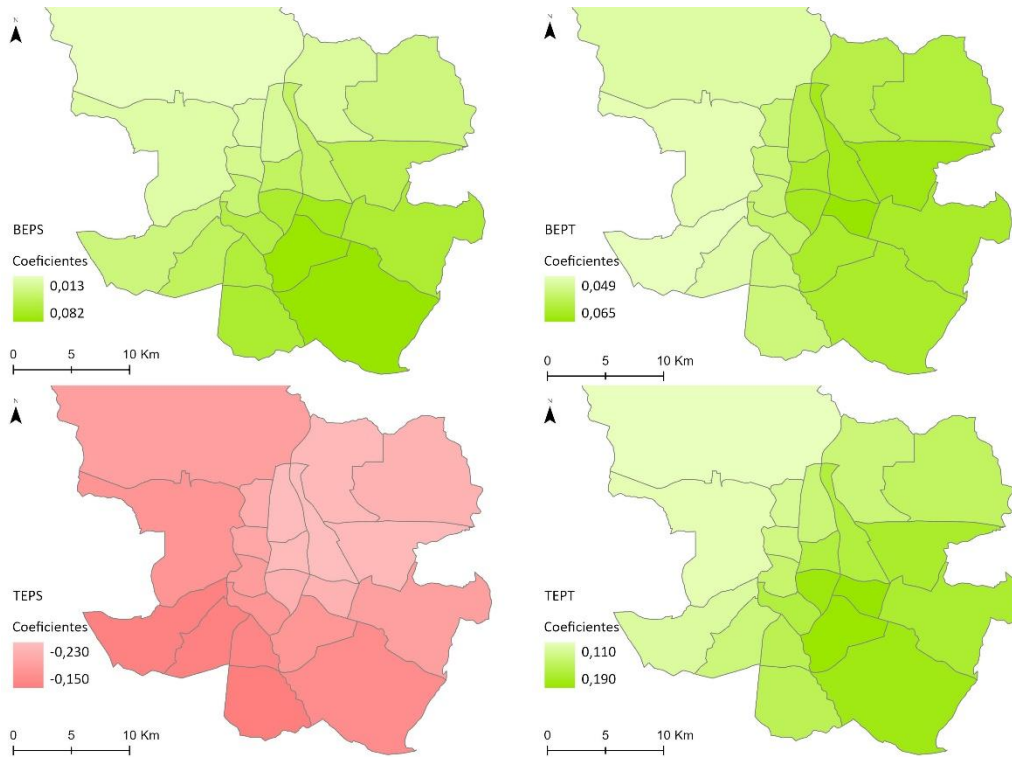 N
BEPS
Coeficientes
0,013
0,082
0 5 10 Km
N
BEPT
Coeficientes
0,049
0,065
0 5 10 Km
N
TEPS
Coeficientes
-0,230
-0,150
0 5 10 Km
N
TEPT
Coeficientes
0,110
0,190
0 5 10 Km